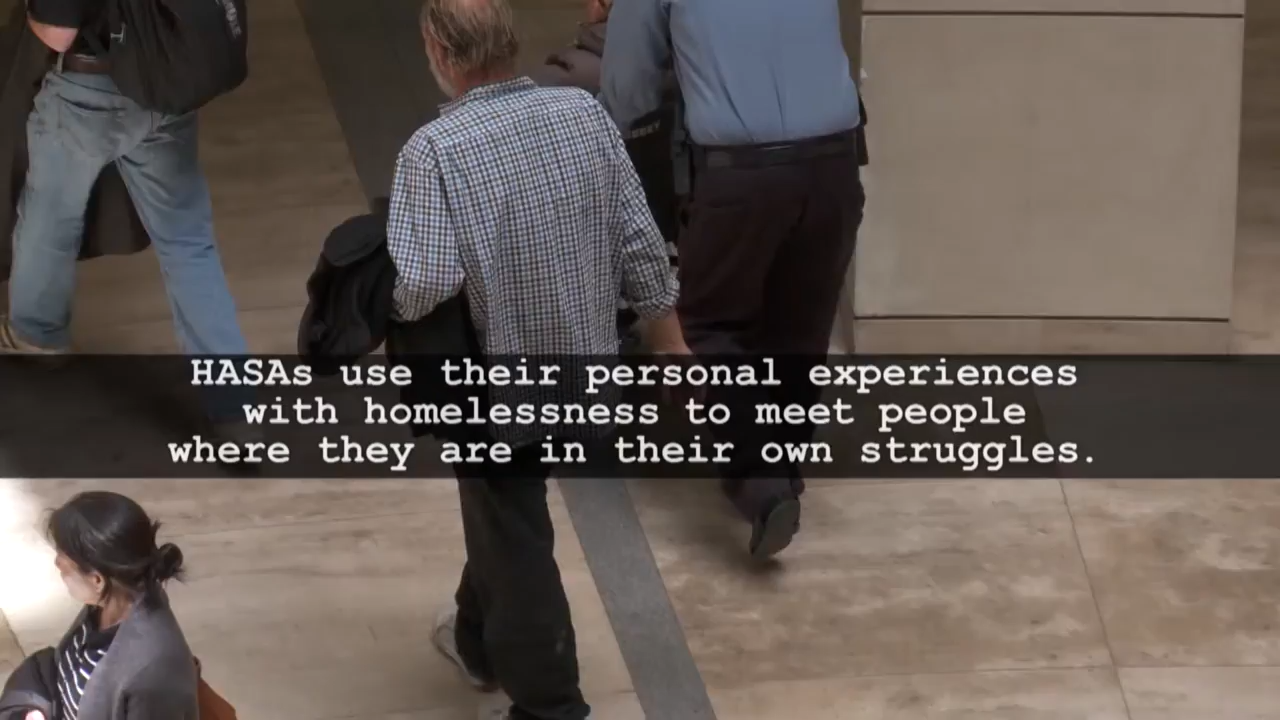 HASAs use their personal experiences
with homelessness to meet people
where they are in their own struggles.